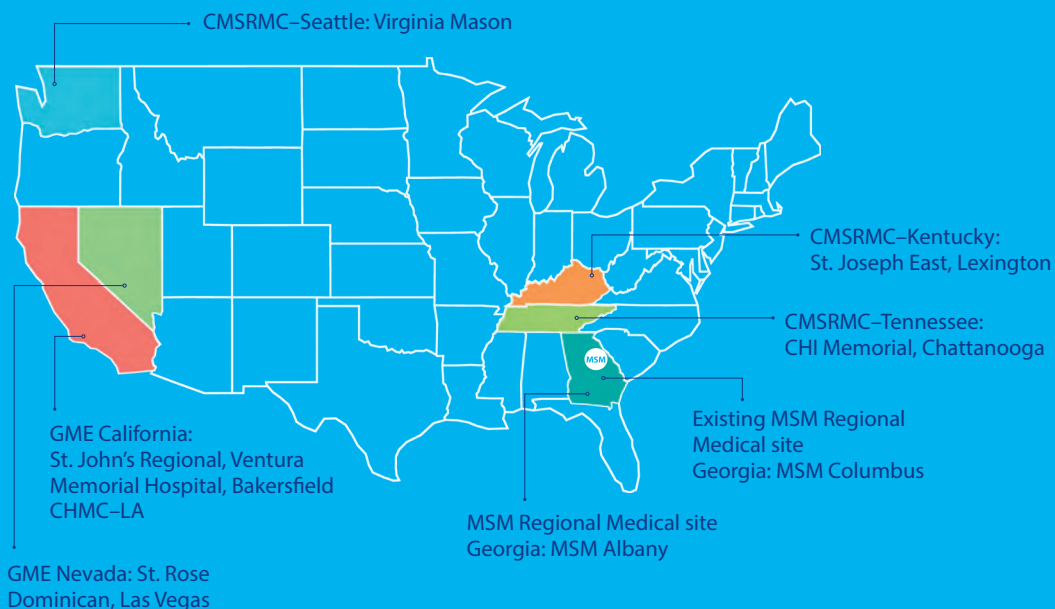 CMSRMC–Seattle: Virginia Mason
CMSRMC–Kentucky:
St. Joseph East, Lexington
CMSRMC–Tennessee:
CHI Memorial, Chattanooga
MSM
Existing MSM Regional
Medical site
Georgia: MSM Columbus
GME California:
St. John’s Regional, Ventura
Memorial Hospital, Bakersfield
CHMC–LA
MSM Regional Medical site
Georgia: MSM Albany
GME Nevada: St. Rose
Dominican, Las Vegas